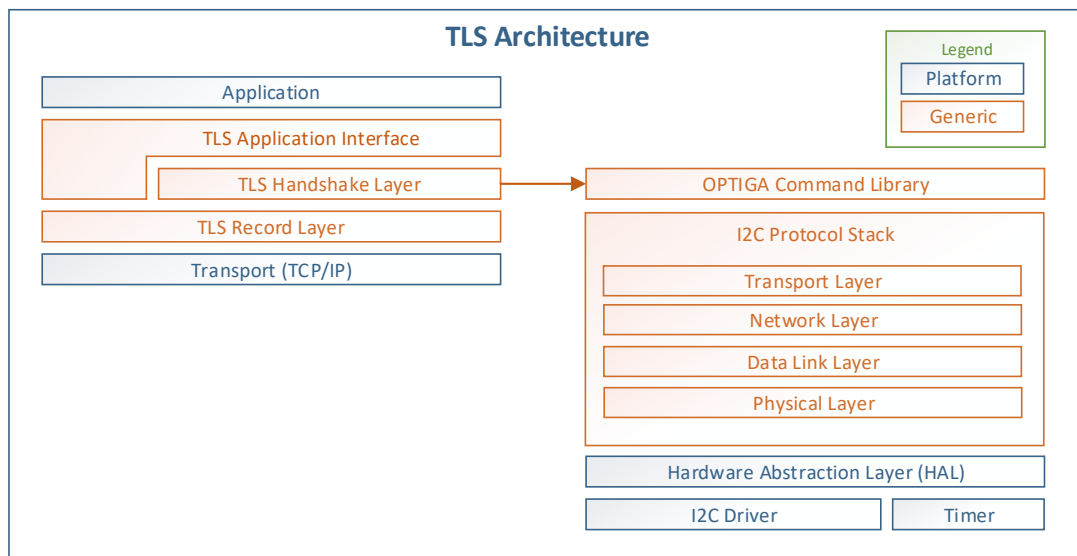 TLS Architecture
Legend
Platform
Generic
Application
TLS Application Interface
TLS Handshake Layer
TLS Record Layer
Transport (TCP/IP)
OPTIGA Command Library
I2C Protocol Stack
Transport Layer
Network Layer
Data Link Layer
Physical Layer
Hardware Abstraction Layer (HAL)
I2C Driver
Timer